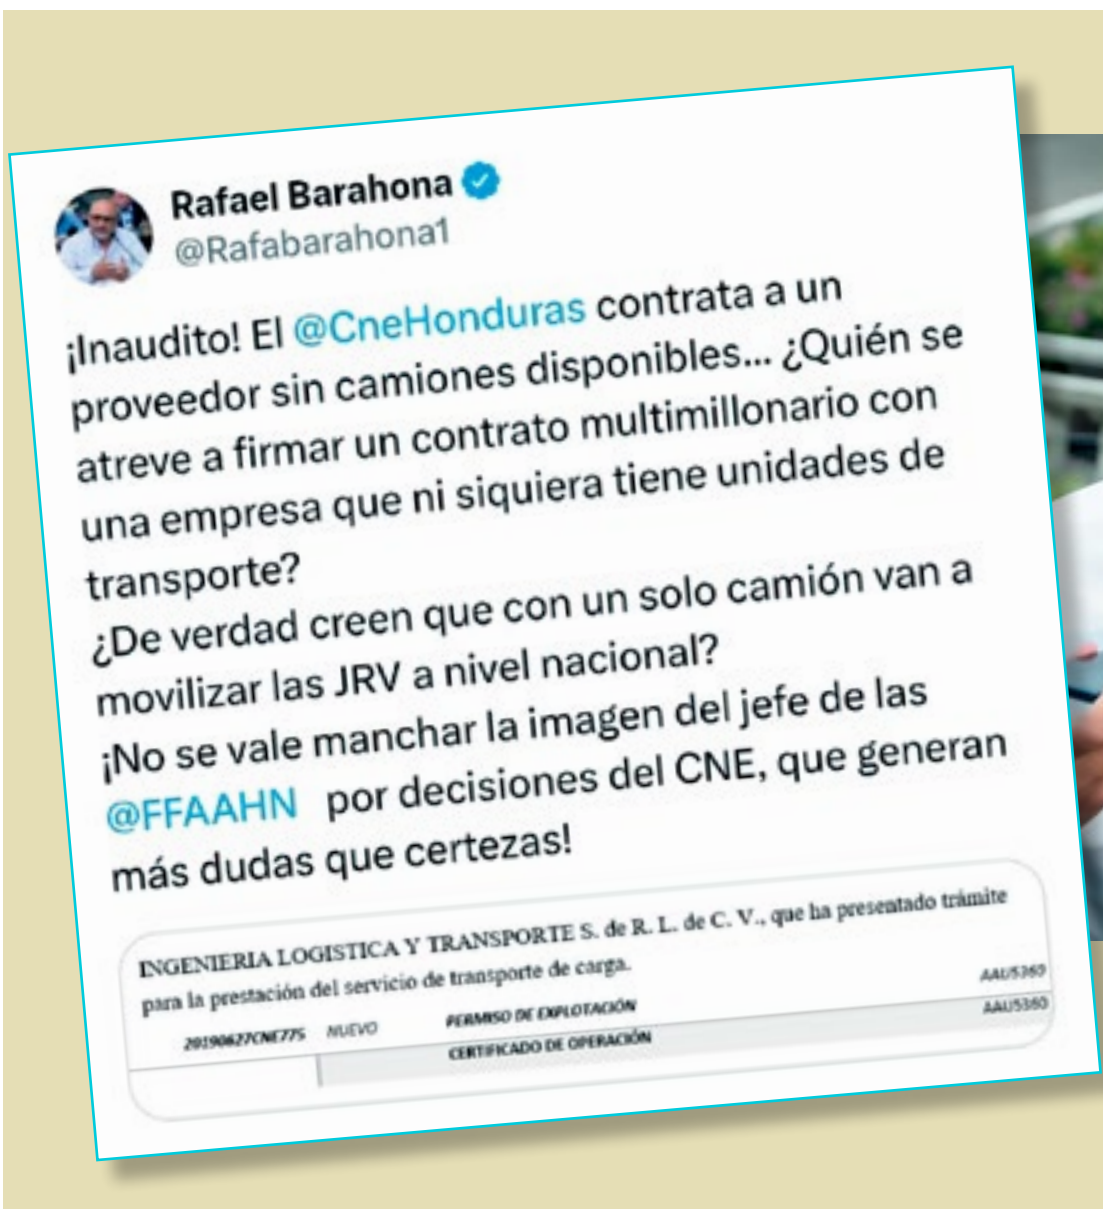 Rafael Barahona
@Rafabarahona1
¡Inaudito! El @CneHonduras contrata a un
proveedor sin camiones disponibles... ¿Quién se
atreve a firmar un contrato multimillonario con
una empresa que ni siquiera tiene unidades de
transporte?
¿De verdad creen que con un solo camión van a
movilizar las JRV a nivel nacional?
¡No se vale manchar la imagen del jefe de las
@FFAAHN por decisiones del CNE, que generan
más dudas que certezas!
INGENIERIA LOGISTICA Y TRANSPORTE S. de R. L. de C. V., que ha presentado trámite
para la prestación del servicio de transporte de carga.
20190627CNE775 NUEVO PERMISO DE EXPLOTACIÓN AAU5360
CERTIFICADO DE OPERACIÓN AAU5360